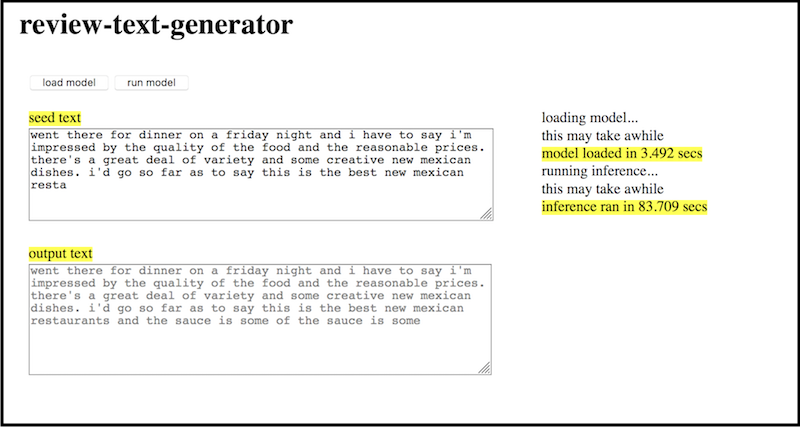 review-text-generator
load model run model
seed text
went there for dinner on a friday night and i have to say i'm
impressed by the quality of the food and the reasonable prices.
there's a great deal of variety and some creative new mexican
dishes. i'd go so far as to say this is the best new mexican
resta
output text
went there for dinner on a friday night and i have to say i'm
impressed by the quality of the food and the reasonable prices.
there's a great deal of variety and some creative new mexican
dishes. i'd go so far as to say this is the best new mexican
restaurants and the sauce is some of the sauce is some
loading model...
this may take awhile
model loaded in 3.492 secs
running inference...
this may take awhile
inference ran in 83.709 secs